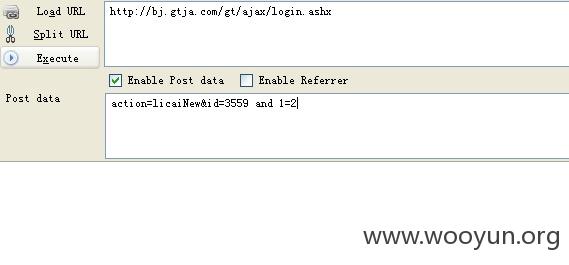 Load URL
http://bj.gtja.com/gt/ajax/login.ashx
Split URL
Execute
Enable Post data
Enable Referrer
Post data
action=licaiNew&id=3559 and 1=2
www.wooyun.org